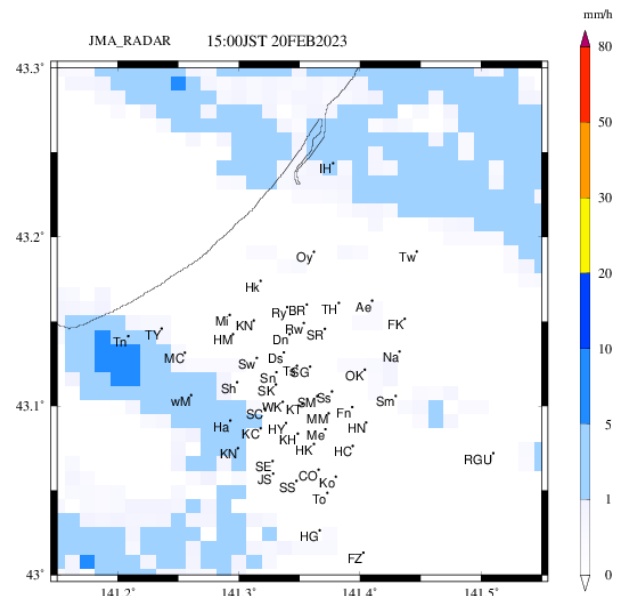 mm/h
JMA_RADAR 15:00JST 20FEB2023
80
50
30
20
10
5
1
0
43.3
43.2
43.1
43
141.2 141.3 141.4 141.5
IH
Oy
Tw
Hk
Ry BR TH Ae
Mi KN Rw SR FK
HM Dn
Tn TY MC Sw Ds Na
Sn SG OK
Sh SK
wM SM Ss Sm
SC WK KT MM Fn
Ha KC HY Me HN
KH
KN HK HC
SE RGU
JS SS CO Ko
To
HG
FZ